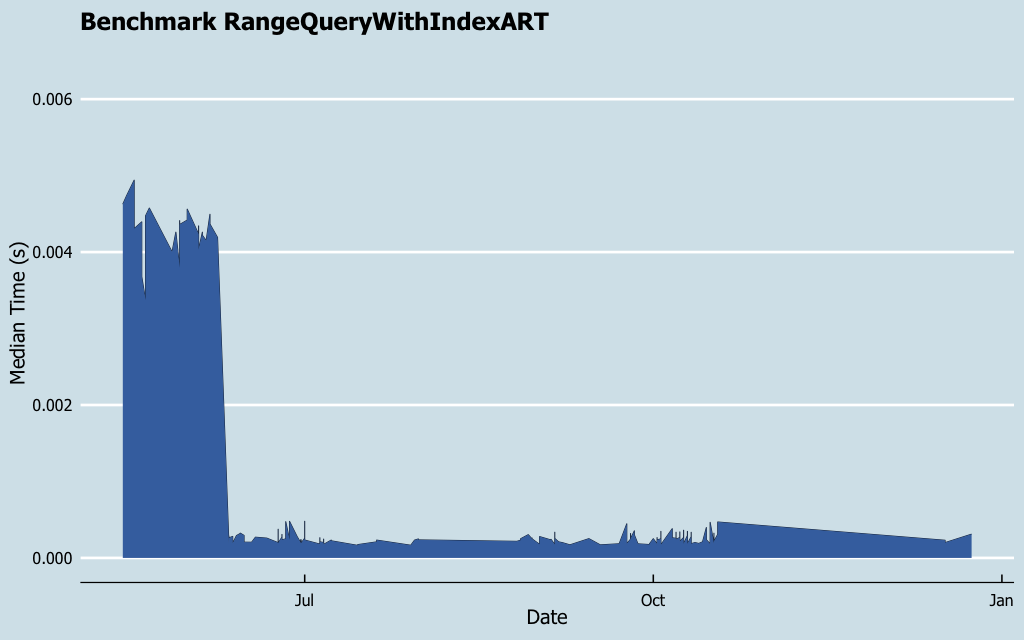 Benchmark RangeQueryWithIndexART
0.006
0.004
0.002
0.000
Median Time (s)
Jul
Oct
Jan
Date